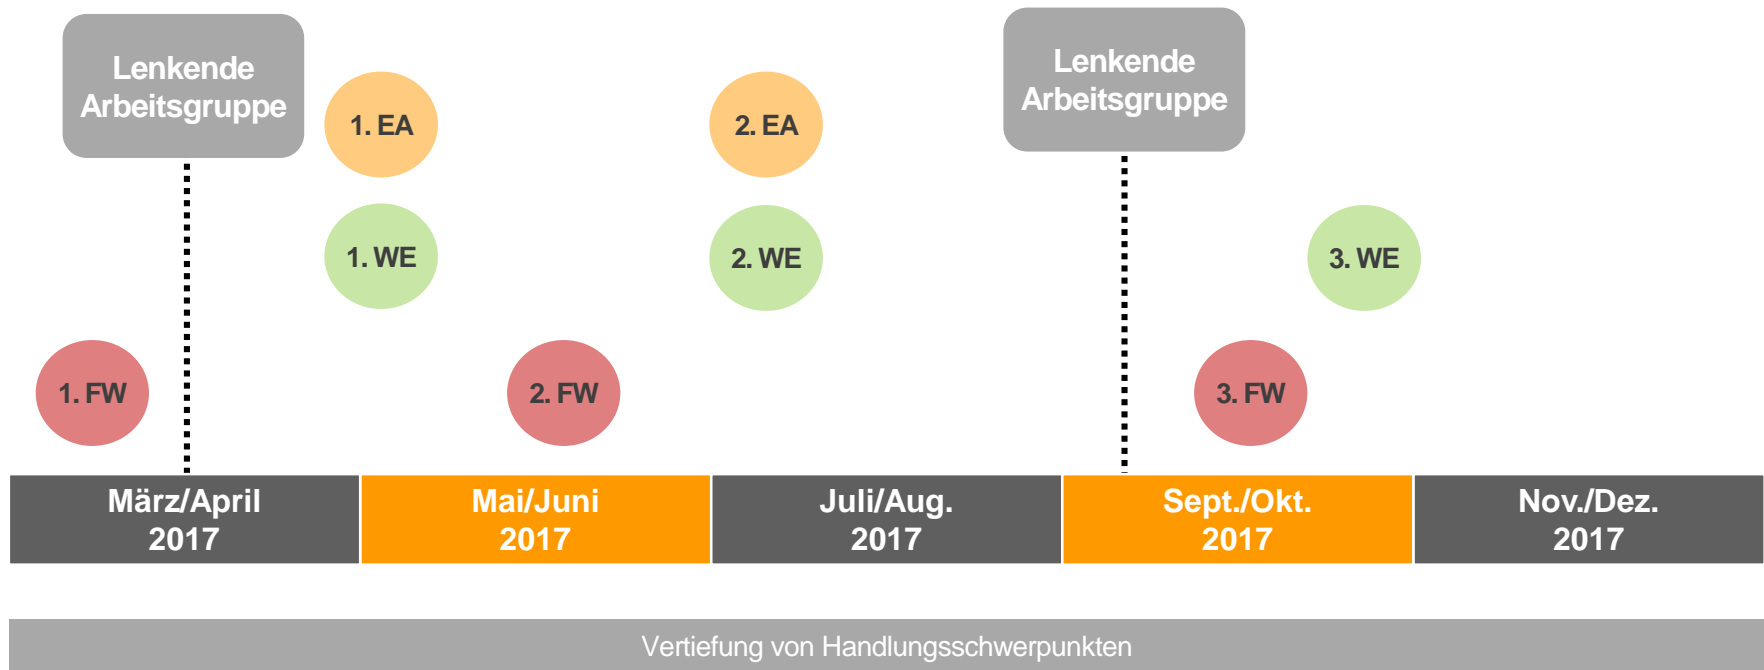 Lenkende
Arbeitsgruppe
Lenkende
Arbeitsgruppe
1. EA
2. EA
1. WE
2. WE
3. WE
1. FW
2. FW
3. FW
März/April
2017
Mai/Juni
2017
Juli/Aug.
2017
Sept./Okt.
2017
Nov./Dez.
2017
Vertiefung von Handlungsschwerpunkten